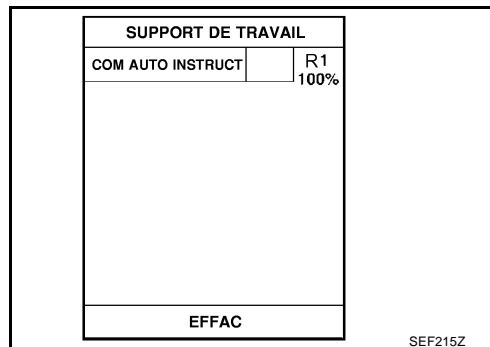 SUPPORT DE TRAVAIL
COM AUTO INSTRUCT R1
100%
EFFAC
SEF215Z